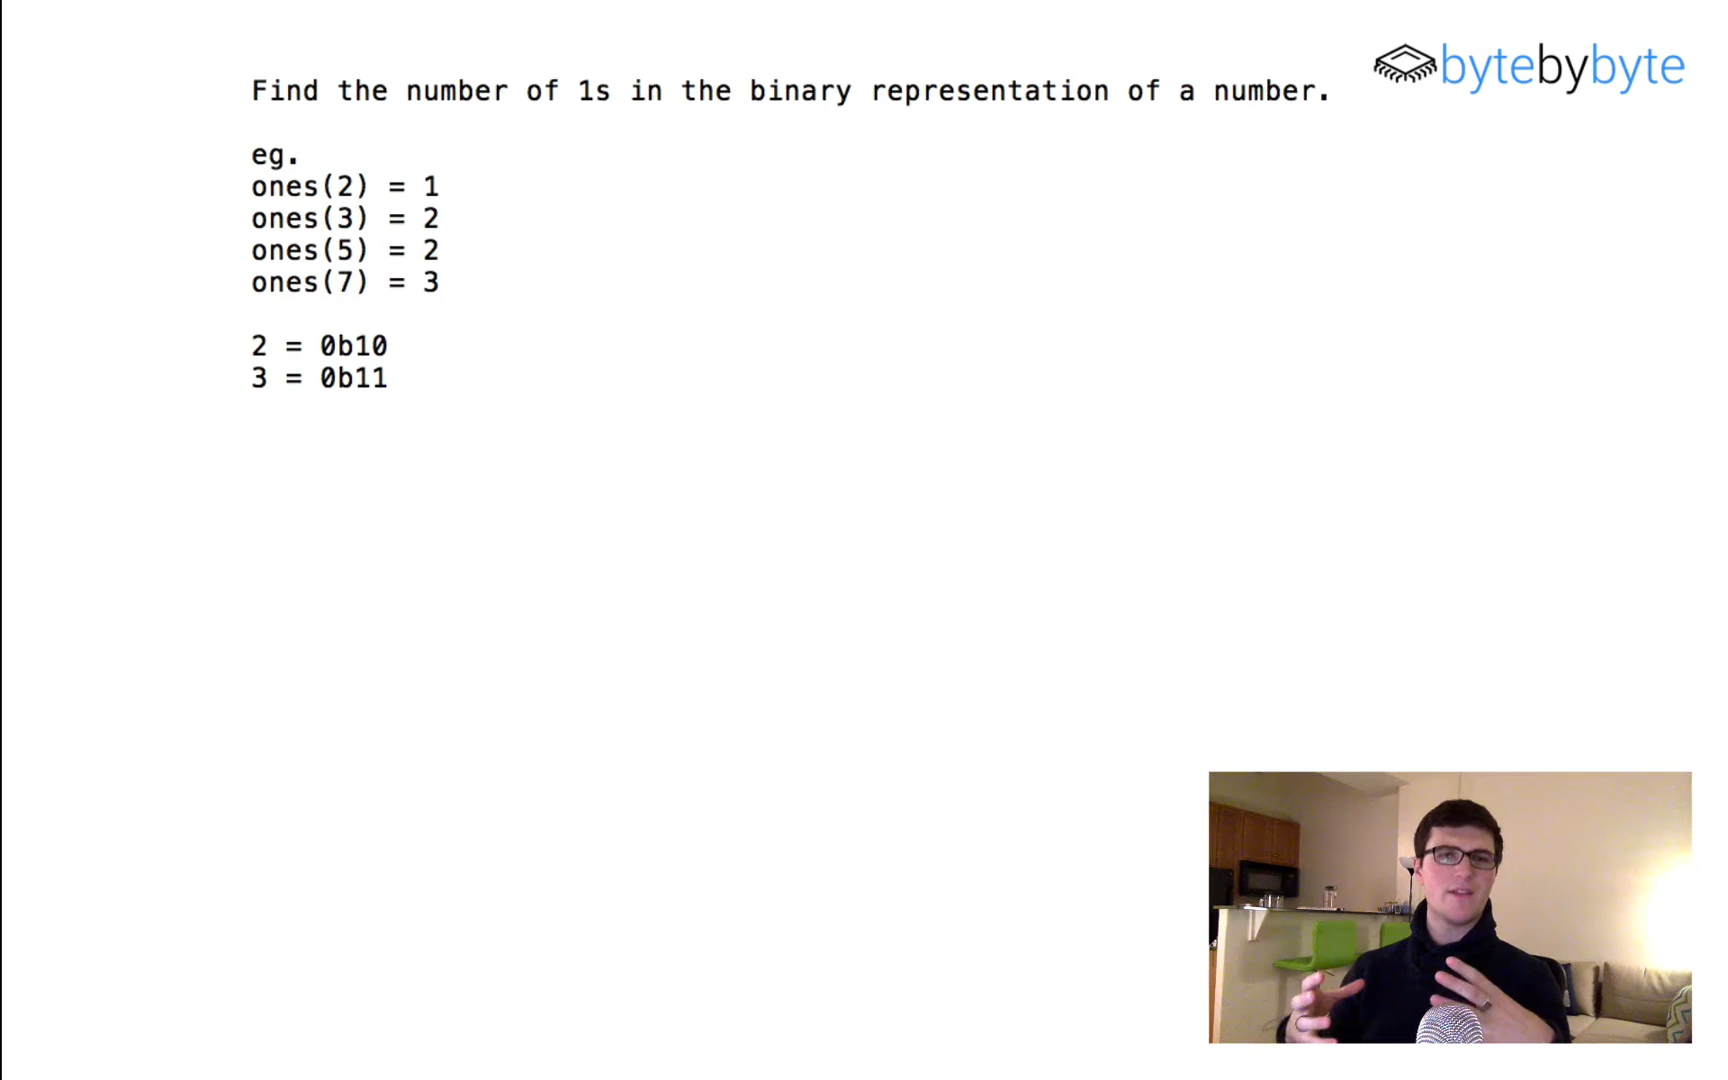 bytebybyte
Find the number of 1s in the binary representation of a number.
eg.
ones(2) = 1
ones(3) = 2
ones(5) = 2
ones(7) = 3
2 = 0b10
3 = 0b11